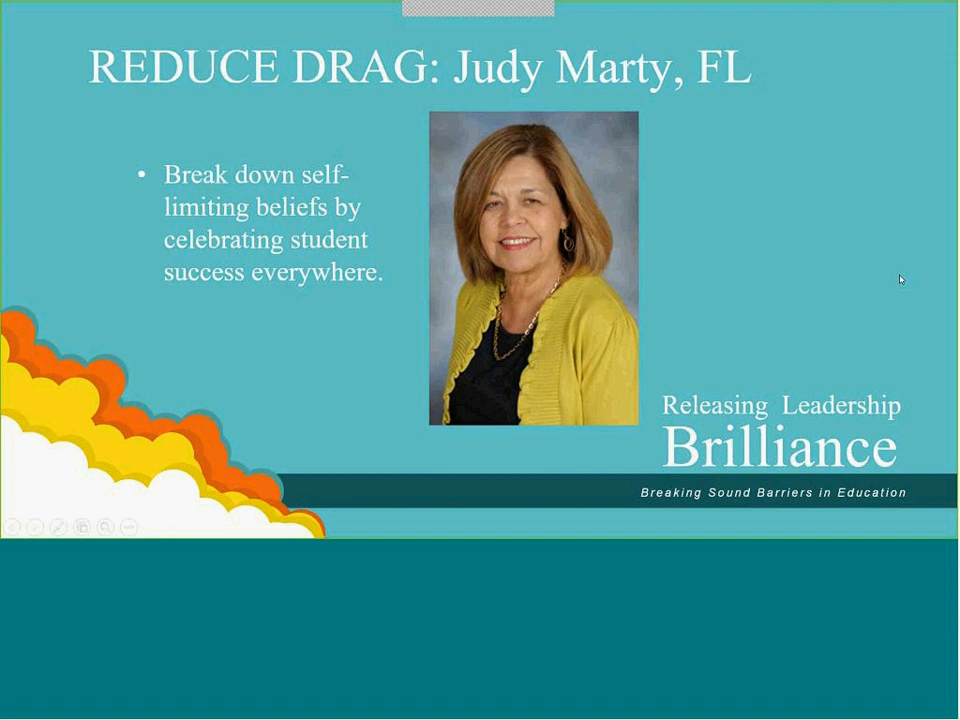 REDUCE DRAG: Judy Marty, FL
• Break down self-
limiting beliefs by
celebrating student
success everywhere.
Releasing Leadership
Brilliance
Breaking Sound Barriers in Education